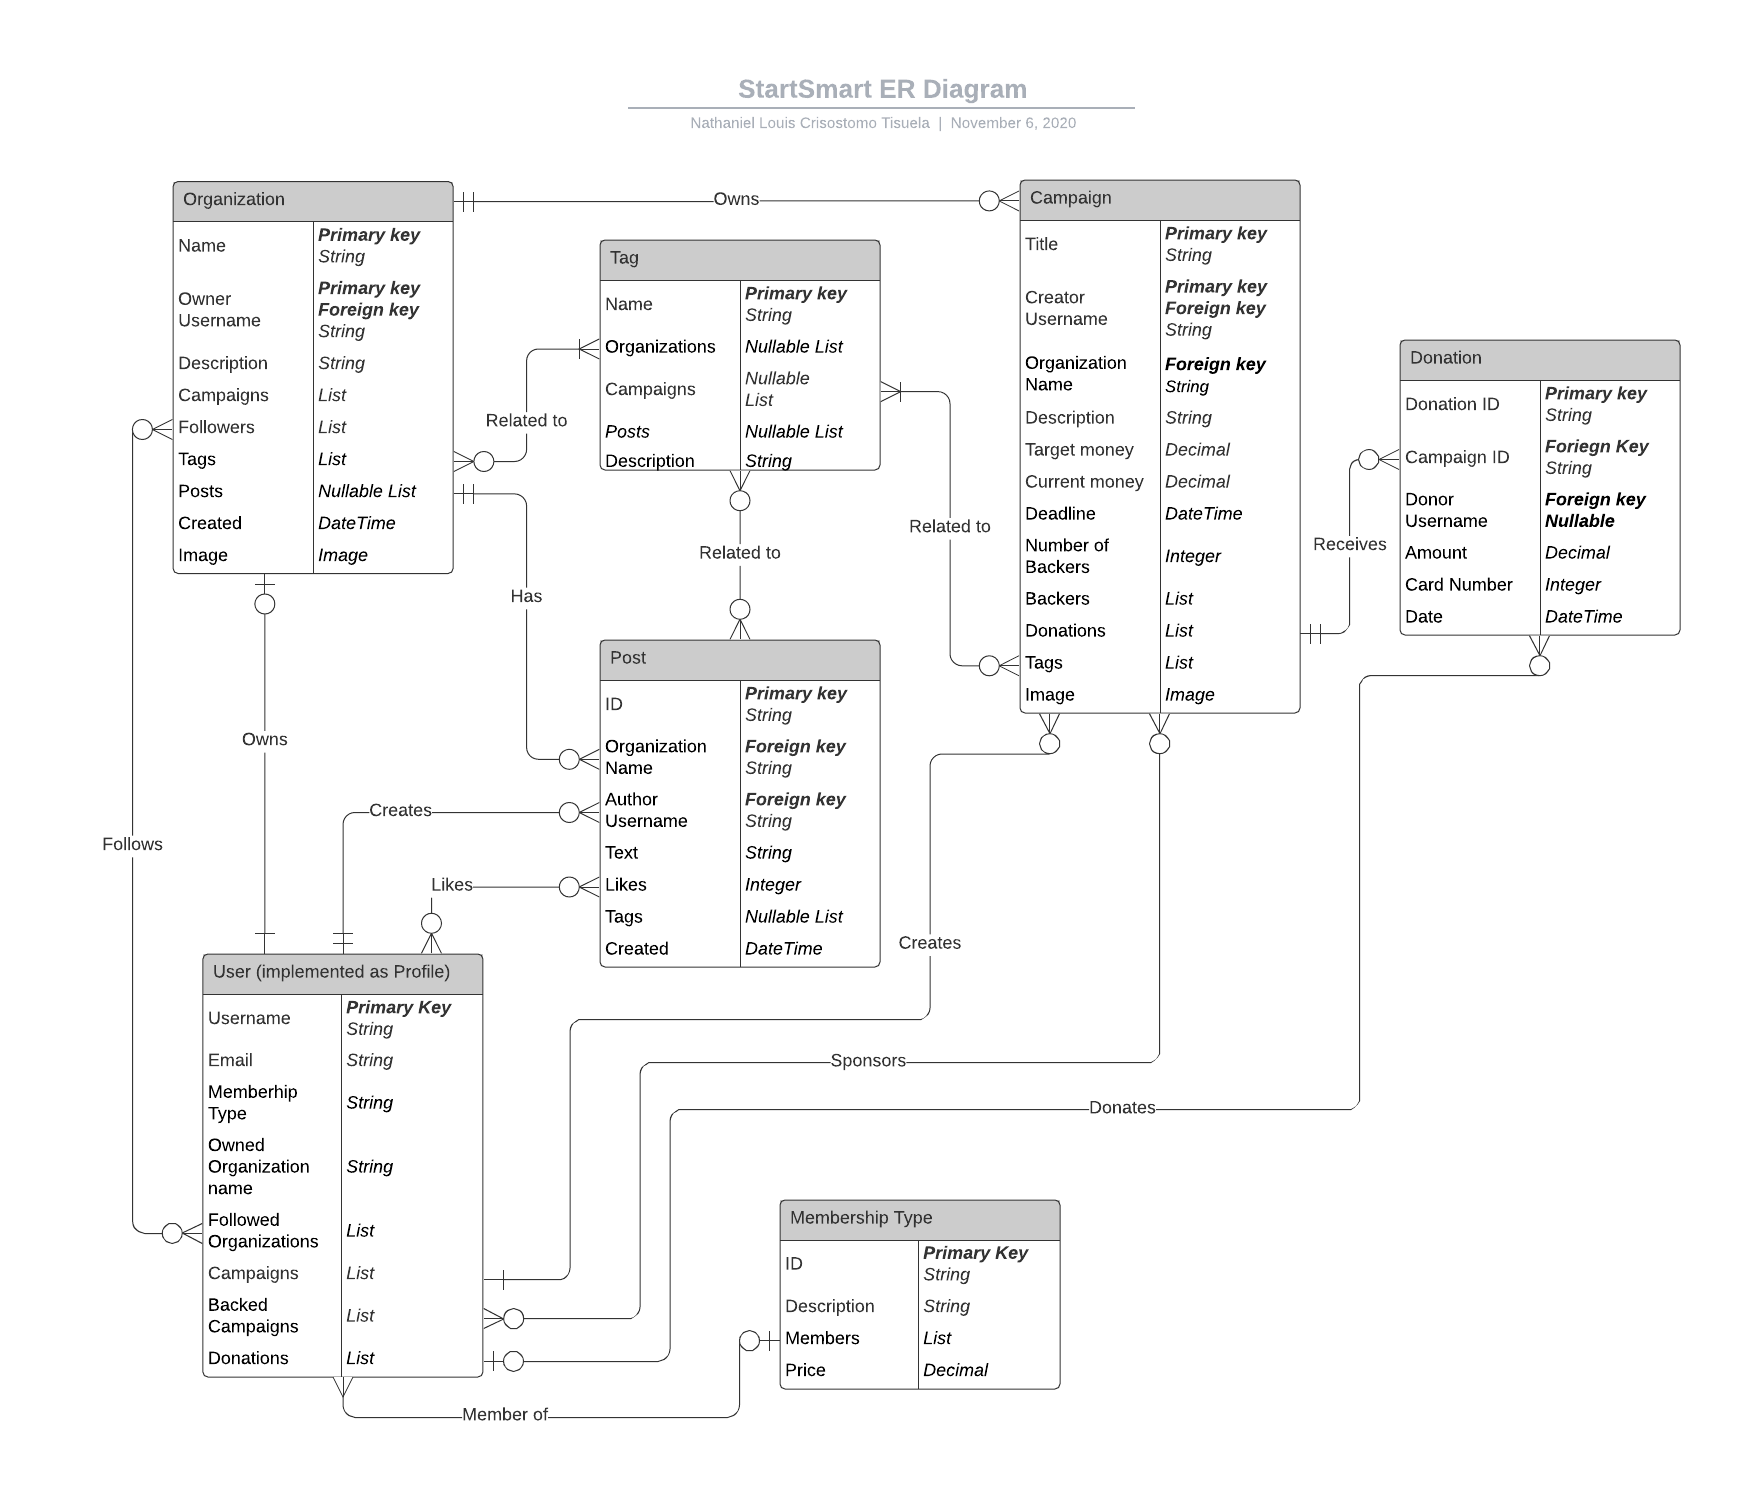 StartSmart ER Diagram
Nathaniel Louis Crisostomo Tisuela | November 6, 2020
Organization
Name
Primary key
String
Owner
Username
Primary key
Foreign key
String
Description
String
Campaigns
List
Followers
List
Tags
List
Posts
Nullable List
Created
DateTime
Image
Image
Owns
Tag
Name
Primary key
String
Organizations
Nullable List
Campaigns
Nullable
List
Posts
Nullable List
Description
String
Campaign
Title
Primary key
String
Creator
Username
Primary key
Foreign key
String
Organization
Name
Foreign key
String
Description
String
Target money
Decimal
Current money
Decimal
Deadline
DateTime
Number of
Backers
Integer
Backers
List
Donations
List
Tags
List
Image
Image
Donation
Donation ID
Primary key
String
Campaign ID
Foriegn Key
String
Donor
Username
Foreign key
Nullable
Amount
Decimal
Card Number
Integer
Date
DateTime
Related to
Related to
Related to
Receives
Has
Post
ID
Primary key
String
Organization
Name
Foreign key
String
Author
Username
Foreign key
String
Text
String
Likes
Integer
Tags
Nullable List
Created
DateTime
Owns
Creates
Follows
Likes
Creates
User (implemented as Profile)
Username
Primary Key
String
Email
String
Memberhip
Type
String
Owned
Organization
name
String
Followed
Organizations
List
Campaigns
List
Backed
Campaigns
List
Donations
List
Sponsors
Donates
Membership Type
ID
Primary Key
String
Description
String
Members
List
Price
Decimal
Member of